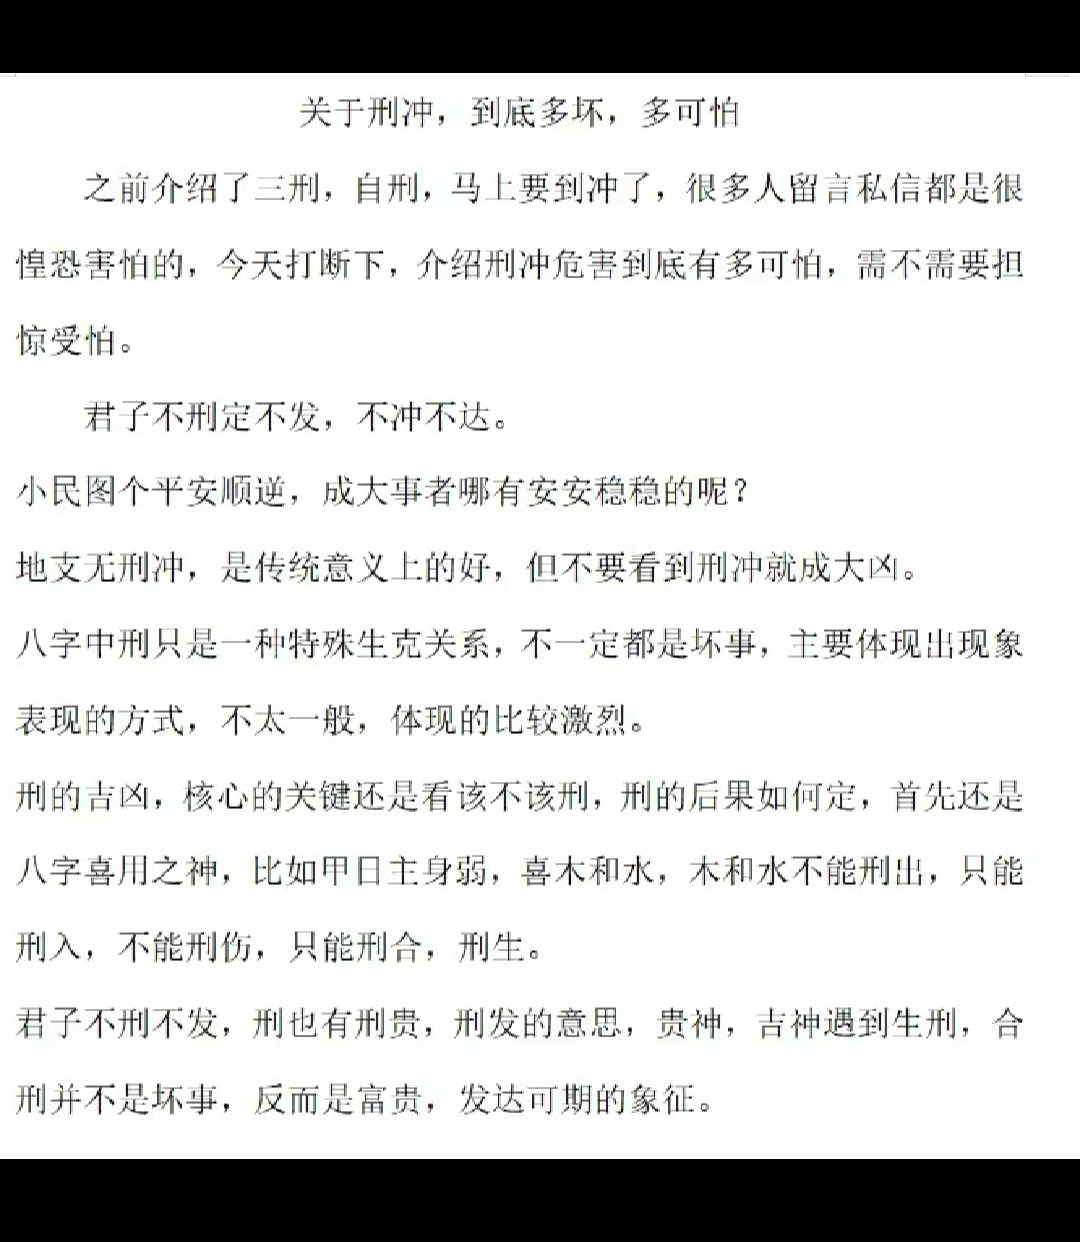 关于刑冲，到底多坏，多可怕
之前介绍了三刑，自刑，马上要到冲了，很多人留言私信都是很
惶恐害怕的，今天打断下，介绍刑冲危害到底有多可怕，需不需要担
惊受怕。
君子不刑定不发，不冲不达。
小民图个平安顺逆，成大事者哪有安安稳稳的呢？
地支无刑冲，是传统意义上的好，但不要看到刑冲就成大凶。
八字中刑只是一种特殊生克关系，不一定都是坏事，主要体现出现象
表现的方式，不太一般，体现的比较激烈。
刑的吉凶，核心的关键还是看该不该刑，刑的后果如何定，首先还是
八字喜用之神，比如甲日主身弱，喜木和水，木和水不能刑出，只能
刑入，不能刑伤，只能刑合，刑生。
君子不刑不发，刑也有刑贵，刑发的意思，贵神，吉神遇到生刑，合
刑并不是坏事，反而是富贵，发达可期的象征。